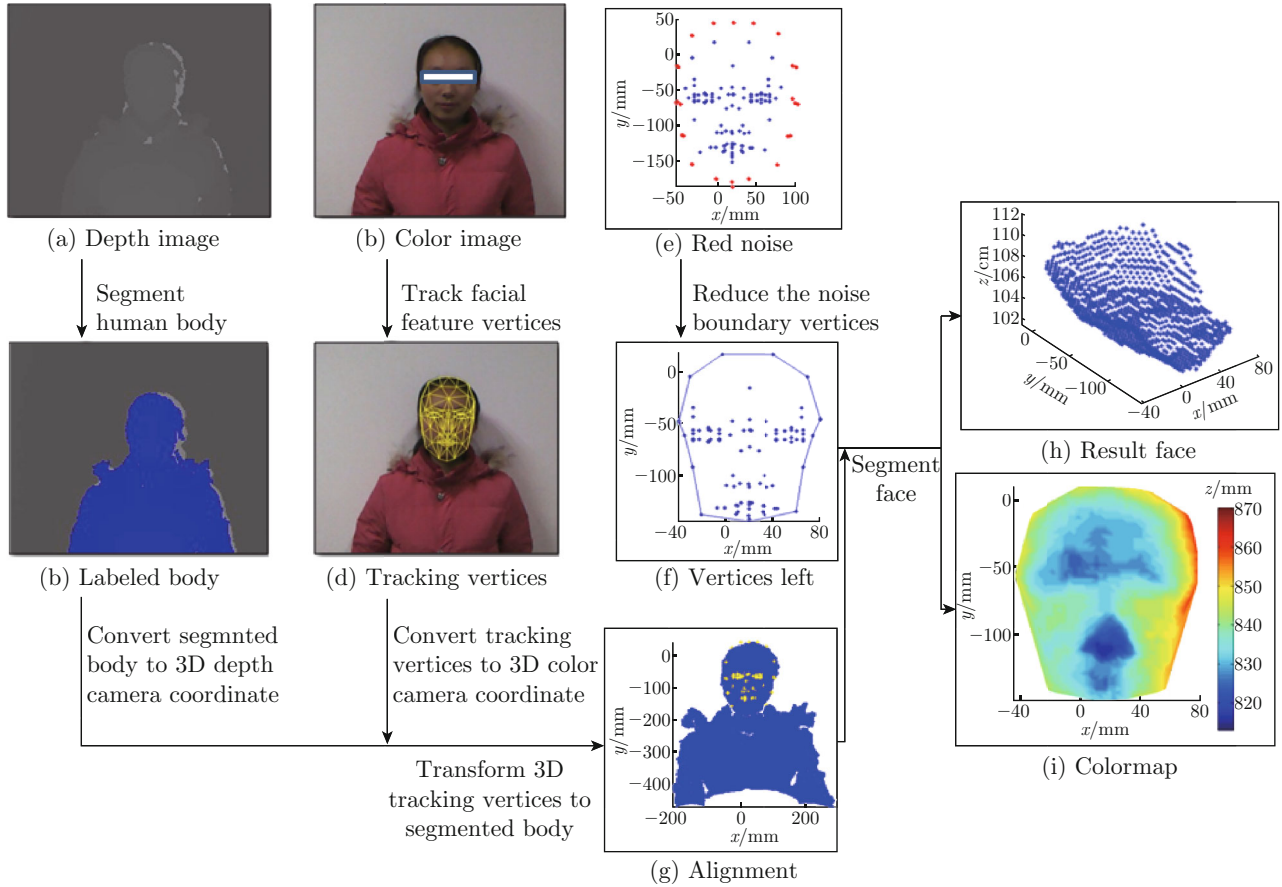 (a) Depth image
(b) Color image
50
0
−50
−100
−150
y/mm
−50
0
50
100
x/mm
(e) Red noise
Segment
human body
Track facial
feature vertices
Reduce the noise
boundary vertices
112
110
108
106
104
102
z/cm
0
−50
−100
y/mm
−40
0
40
80
x/mm
(h) Result face
(b) Labeled body
(d) Tracking vertices
0
−50
−100
y/mm
−40
0
40
80
x/mm
(f) Vertices left
Segment
face
z/mm
870
860
850
840
830
820
0
−50
−100
y/mm
−40
0
40
80
x/mm
(i) Colormap
Convert segmnted
body to 3D depth
camera coordinate
Convert tracking
vertices to 3D color
camera coordinate
Transform 3D
tracking vertices to
segmented body
0
−100
−200
−300
−400
y/mm
−200
0
200
x/mm
(g) Alignment